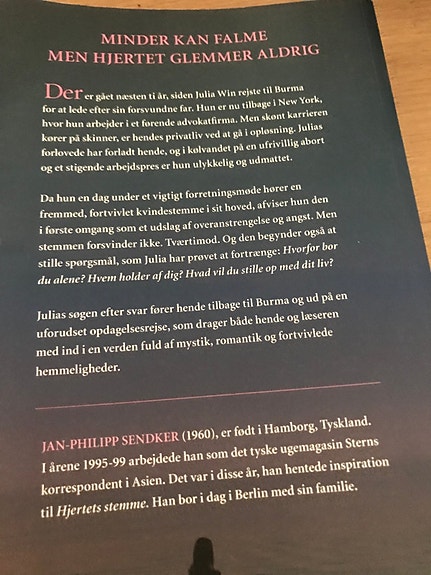 MINDER KAN FALME
MEN HJERTET GLEMMER ALDRIG
Der er gået næsten ti år, siden Julia Win rejste til Burma
for at lede efter sin forsvundne far. Hun er nu tilbage i New York,
hvor hun arbejder i et førende advokatfirma. Men skønt karrieren
kører på skinner, er hendes privatliv ved at gå i opløsning. Julias
forlovede har forladt hende, og i kølvandet på en ufrivillig abort
og et stigende arbejdspres er hun ulykkelig og udmattet.
Da hun en dag under et vigtigt forretningsmøde hører en
fremmed, fortvivlet kvindestemme i sit hoved, afviser hun den
i første omgang som et udslag af overanstrengelse og angst. Men
stemmen forsvinder ikke. Tværtimod. Og den begynder også at
stille spørgsmål, som Julia har prøvet at fortrænge: Hvorfor bor
du alene? Hvem holder af dig? Hvad vil du stille op med dit liv?
Julias søgen efter svar fører hende tilbage til Burma og ud på en
uforudset opdagelsesrejse, som drager både hende og læseren
med ind i en verden fuld af mystik, romantik og fortvivlede
hemmeligheder.
JAN-PHILIPP SENDKER (1960), er født i Hamborg, Tyskland.
I årene 1995-99 arbejdede han som det tyske ugemagasin Sterns
korrespondent i Asien. Det var i disse år, han hentede inspiration
til Hjertets stemme. Han bor i dag i Berlin med sin familie.